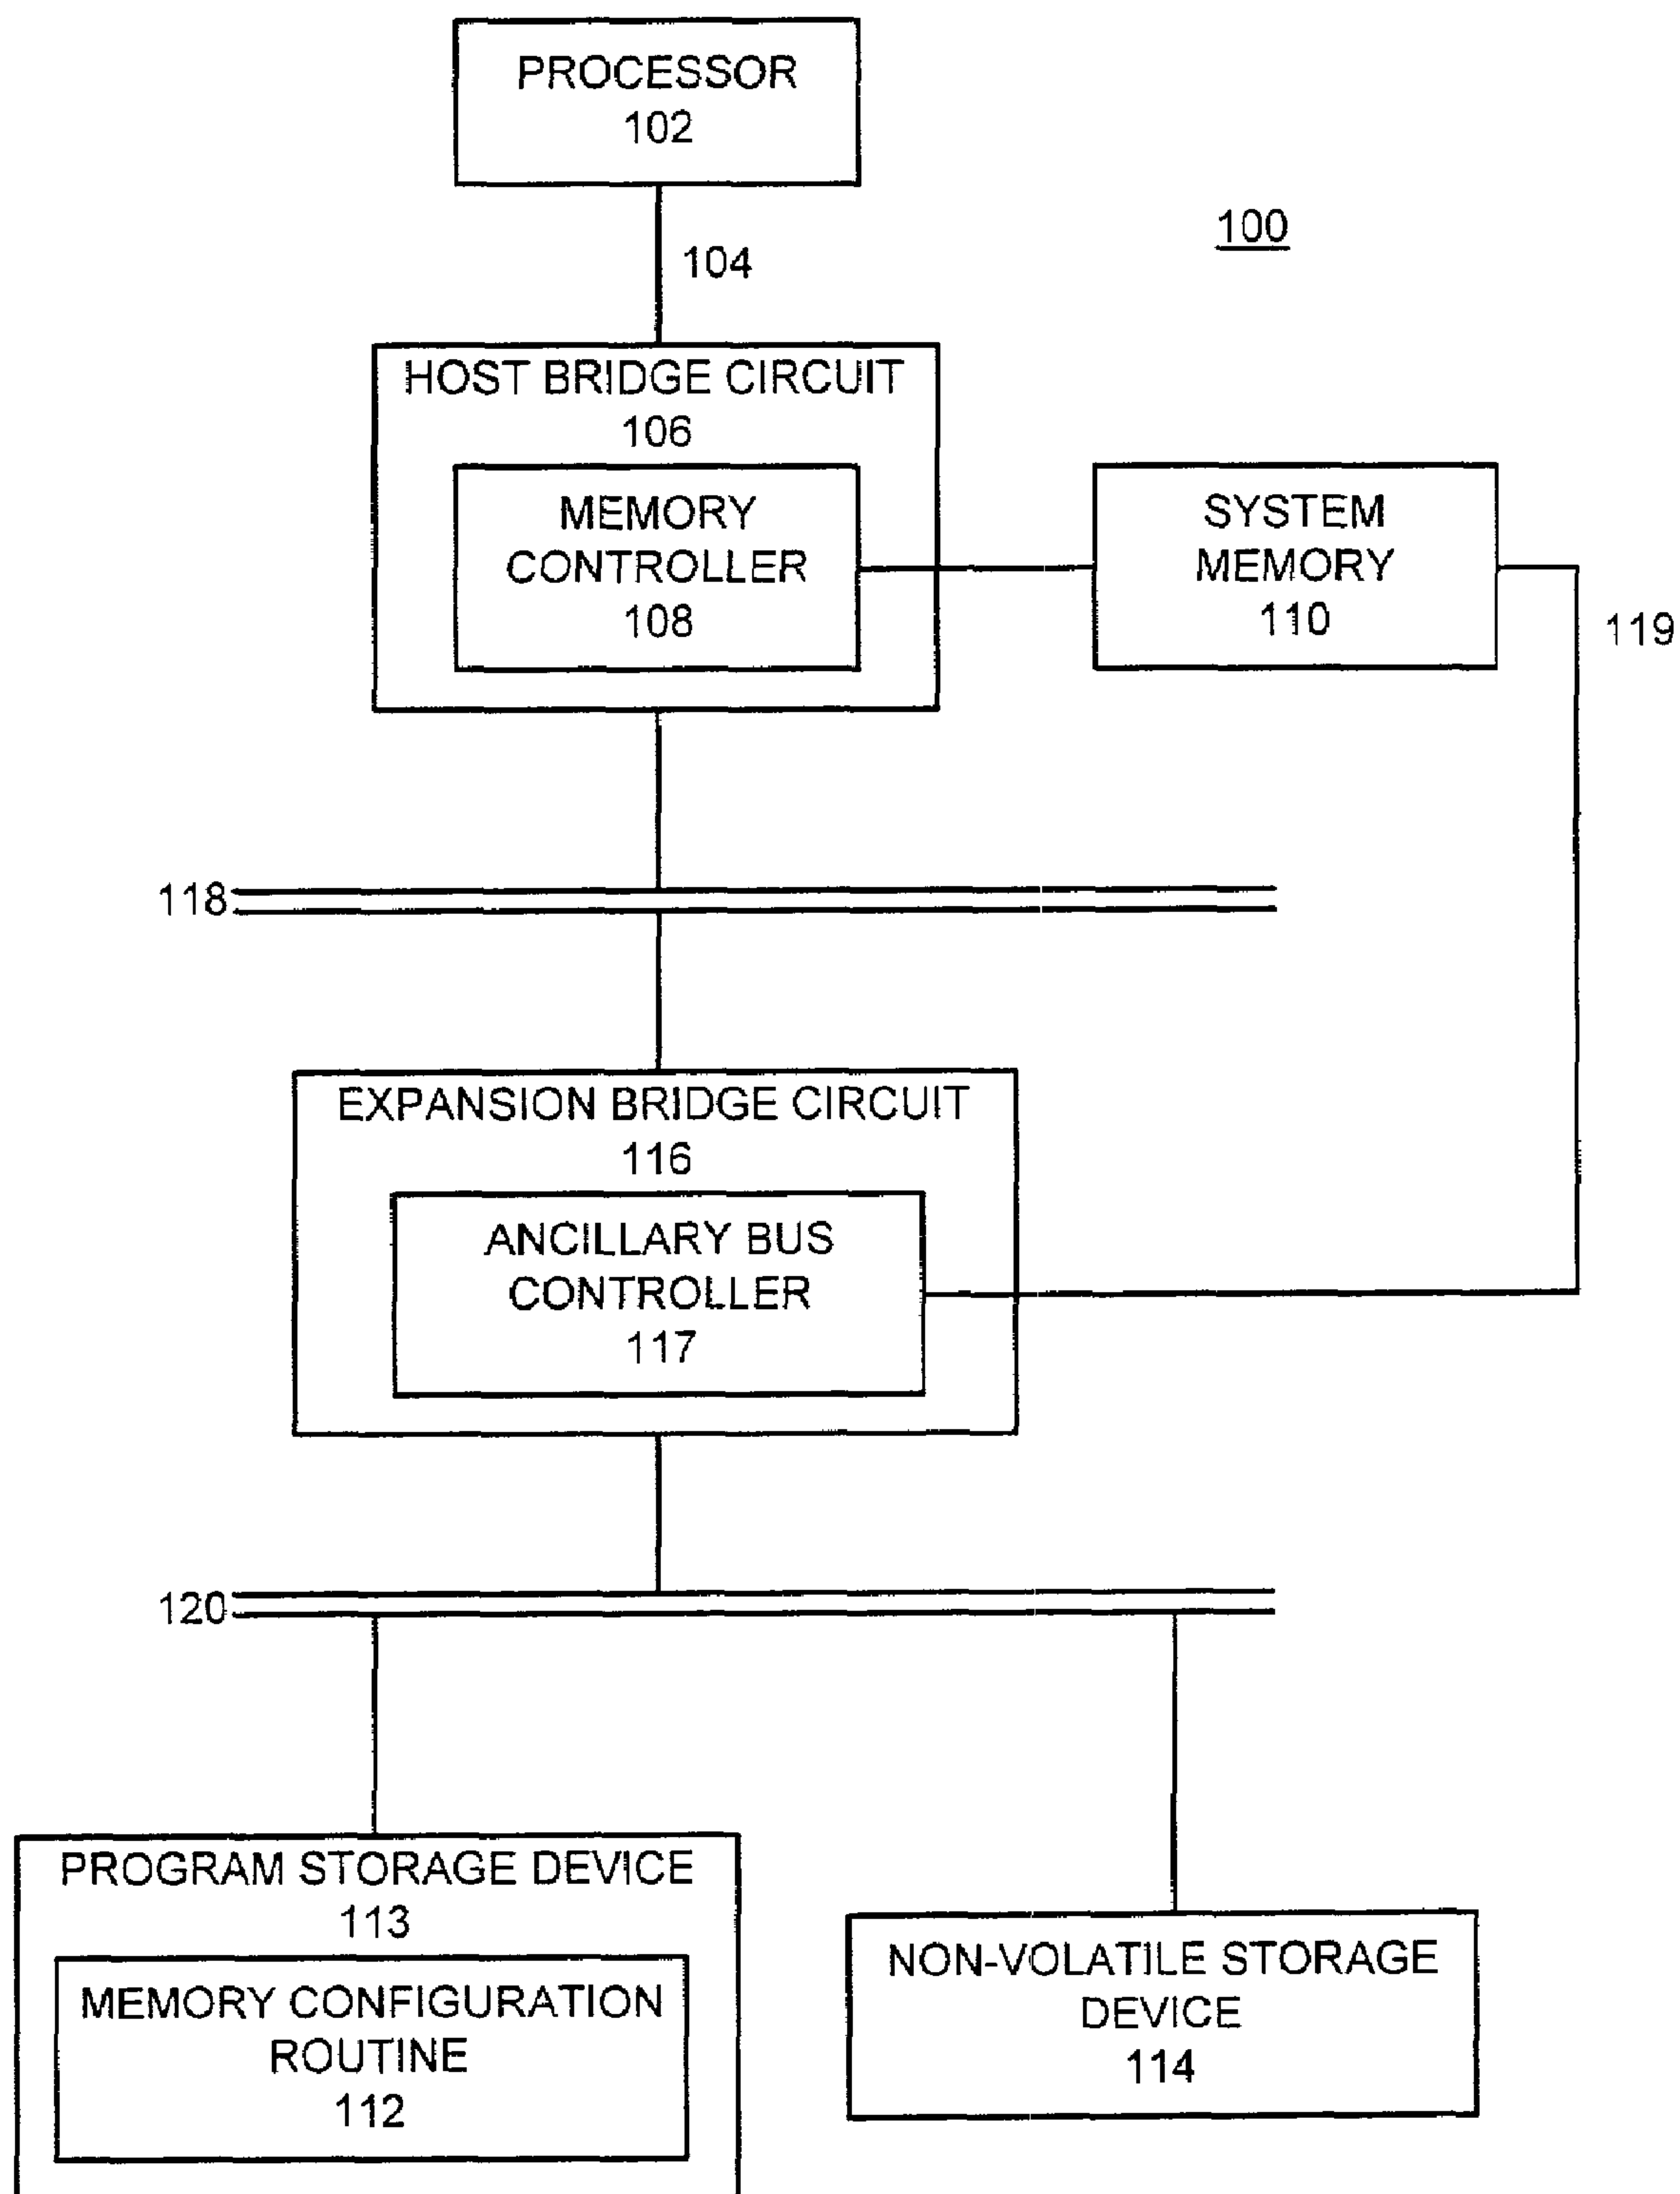 PROCESSOR
102
100
104
HOST BRIDGE CIRCUIT
106
MEMORY
CONTROLLER
108
SYSTEM
MEMORY
110
119
118
EXPANSION BRIDGE CIRCUIT
116
ANCILLARY BUS
CONTROLLER
117
120
PROGRAM STORAGE DEVICE
113
MEMORY CONFIGURATION
ROUTINE
112
NON-VOLATILE STORAGE
DEVICE
114